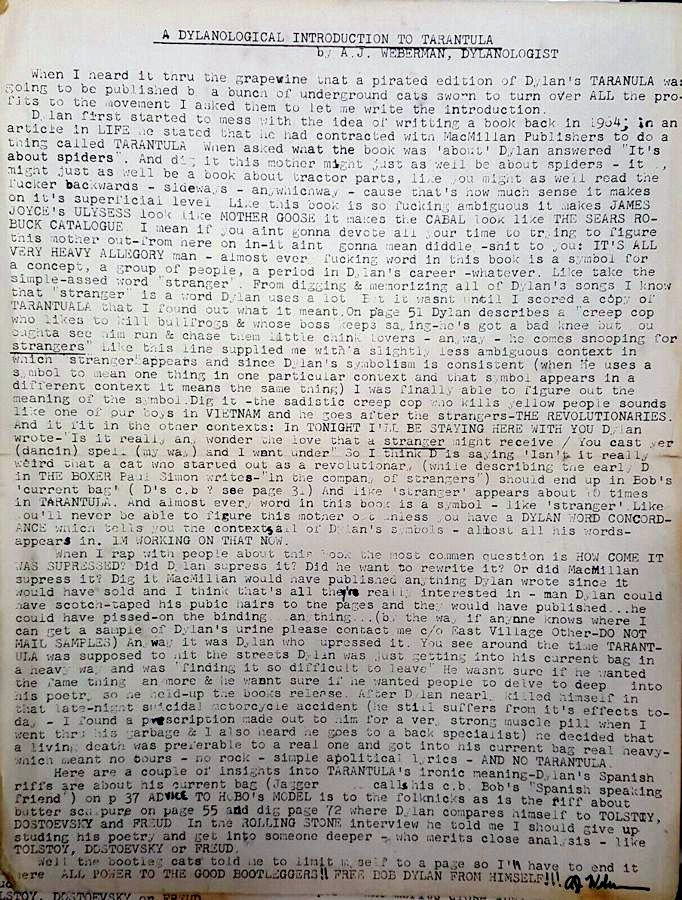 A DYLANOLOGICAL INTRODUCTION TO TARANTULA
by A.J. WEBERMAN, DYLANOLOGIST
When I heard it thru the grapewine that a pirated edition of Dylan's TARANULA was
going to be published b a bunch of underground cats sworn to turn over ALL the pro-
fits to the movement I asked them to let me write the introduction.
Dylan first started to mess with the idea of writting a book back in 1964; in an
article in LIFE he stated that he had contracted with MacMillan Publishers to do a
thing called TARANTULA When asked what the book was 'about' Dylan answered "It's
about spiders". And dig it this mother might just as well be about spiders - it ,
might just as well be a book about tractor parts, like you might as well read the
fucker backwards - sideways - anywhichway - cause that's how much sense it makes
on it's superficial level Like this book is so fucking ambiguous it makes JAMES
JOYCE'S ULYSESS look like MOTHER GOOSE it makes the CABAL look like THE SEARS RO-
BUCK CATALOGUE I mean if you aint gonna devote all your time to trying to figure
this mother out-from here on in-it aint gonna mean diddle -shit to you: IT'S ALL
VERY HEAVY ALLEGORY man - almost every fucking word in this book is a symbol for
a concept, a group of people, a period in Dylan's career -whatever. Like take the
simple-assed word "stranger". From digging & memorizing all of Dylan's songs I know
that "stranger" is a word Dylan uses a lot But it wasnt until I scored a copy of
TARANTUALA that I found out what it meant.On page 51 Dylan describes a "creep cop
who likes to kill bullfrogs & whose boss keeps saying-he's got a bad knee but you
oughta see him run & chase them little chink lovers - anyway - he comes snooping for
strangers" Like this line supplied me with a slightly less ambiguous context in
which "stranger"appears and since Dylan's symbolism is consistent (when He uses a
symbol to mean one thing in one particular context and that symbol appears in a
different context it means the same thing) I was finally able to figure out the
meaning of the symbol.Dig it -the sadistic creep cop who kills yellow people sounds
like one of our boys in VIETNAM and he goes after the strangers-THE REVOLUTIONARIES.
And it fit in the other contexts: In TONIGHT I'LL BE STAYING HERE WITH YOU Dylan
wrote-'Is it really any wonder the love that a stranger might receive / You cast yer
(dancin) spell (my way) and I want under" So I think D is saying 'Isn't it really
weird that a cat who started out as a revolutionary (while describing the early D
in THE BOXER Paul Simon writes-"in the company of strangers") should end up in Bob's
'current bag' ( D's c.b ? see page 31) And like 'stranger' appears about times
in TARANTUJA. And almost every word in this book is a symbol - like 'stranger' Like
you'll never be able to figure this mother out unless you have a DYLAN WORD CONCORD-
ANCE which tells you the context all of Dylan's symbols - almost all his words-
appears in. IM WORKING ON THAT NOW.
When I rap with people about this book the most commen question is HOW COME IT
WAS SUPRESSED? Did Dylan supress it? Did he want to rewrite it? Or did MacMillan
supress it? Dig it MacMillan would have published anything Dylan wrote since it
would have sold and I think that's all they're really interested in - man Dylan could
have scotch-taped his pubic hairs to the pages and they would have published...he
could have pissed-on the binding anything...(by the way if anyone knows where I
can get a sample of Dylan's urine please contact me c/o East Village Other-DO NOT
MAIL SAMPLES) Anyway it was Dylan who supressed it. You see around the time TARANT-
ULA was supposed to hit the streets Dylan was just getting into his current bag in
a heavy way and was "finding it so difficult to leave" He wasnt sure if he wanted
the fame thing anymore & he wasnt sure if he wanted people to delve to deep into
his poetry so he held-up the books release. After Dylan nearly killed himself in
that late-night suicidal motorcycle accident (he still suffers from it's effects to-
day - I found a prescription made out to him for a very strong muscle pill when I
went thru his garbage & I also heard he goes to a back specialist) he decided that
a living death was preferable to a real one and got into his current bag real heavy-
which meant no tours - no rock - simple apolitical lyrics - AND NO TARANTULA.
Here are a couple of insights into TARANTULA's ironic meaning-Dylan's Spanish
riffs are about his current bag (Jagger calls his c.b. Bob's "Spanish speaking
friend") on p 37 ADVICE TO HOBO's MODEL is to the folknicks as is the riff about
butter sculpure on page 55 and dig page 72 where Dylan compares himself to TOLSTOY,
DOSTOEVSKY and FREUD. In the ROLLING STONE interview he told me I should give up
studing his poetry and get into someone deeper - who merits close analysis - like
TOLSTOY, DOSTOEVSKY or FREUD.
Well the bootleg cats told me to limit myself to a page so I'll have to end it
here ALL POWER TO THE GOOD BOOTLEGGERS!! FREE BOB DYLAN FROM HIMSELF!!!
LSTOY, DOSTOEVSKY or FREUD